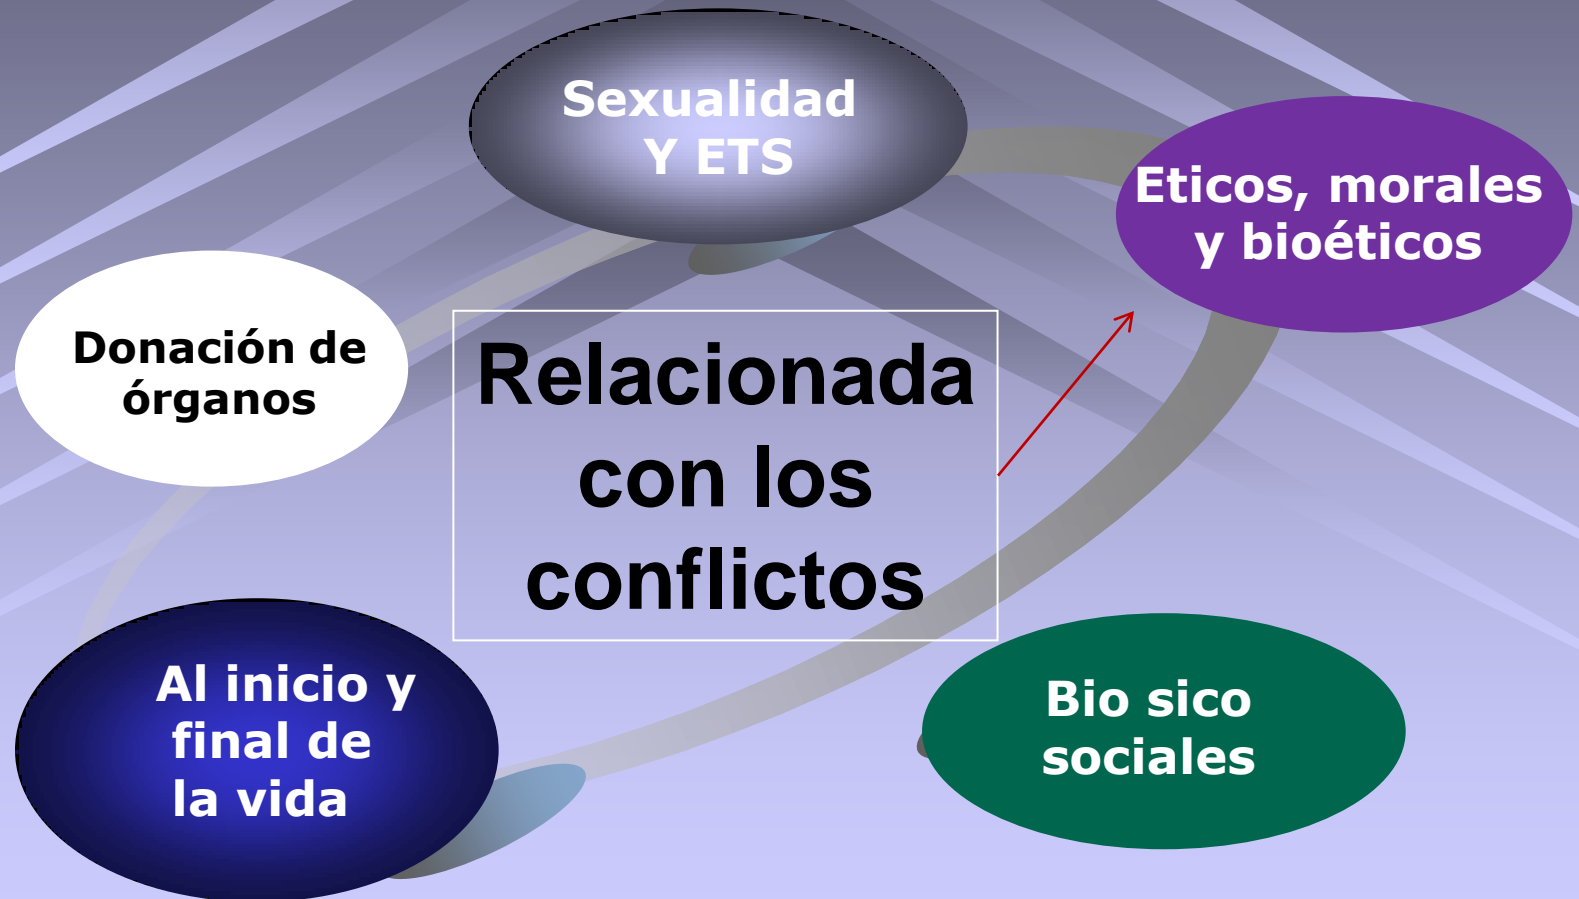 Sexualidad
Y ETS
Eticos, morales
y bioéticos
Donación de
órganos
Relacionada
con los
conflictos
Al inicio y
final de
la vida
Bio sico
sociales